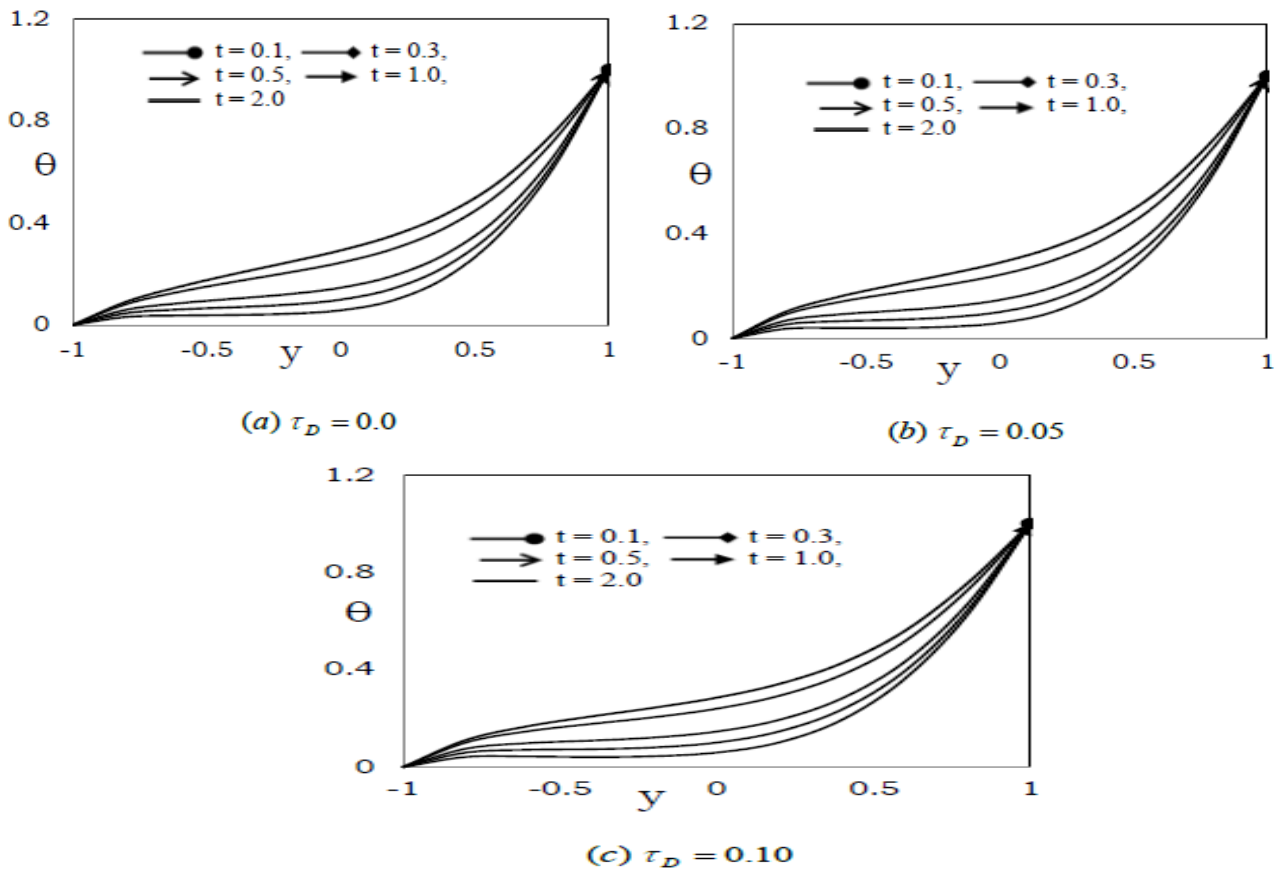 1.2
t = 0.1, t = 0.3,
t = 0.5, t = 1.0,
t = 2.0
0.8
Θ
0.4
0
-1 -0.5 y 0 0.5 1
(a) τ_D = 0.0
1.2
t = 0.1, t = 0.3,
t = 0.5, t = 1.0,
t = 2.0
0.8
Θ
0.4
0
-1 -0.5 y 0 0.5 1
(b) τ_D = 0.05
1.2
t = 0.1, t = 0.3,
t = 0.5, t = 1.0,
t = 2.0
0.8
Θ
0.4
0
-1 -0.5 y 0 0.5 1
(c) τ_D = 0.10